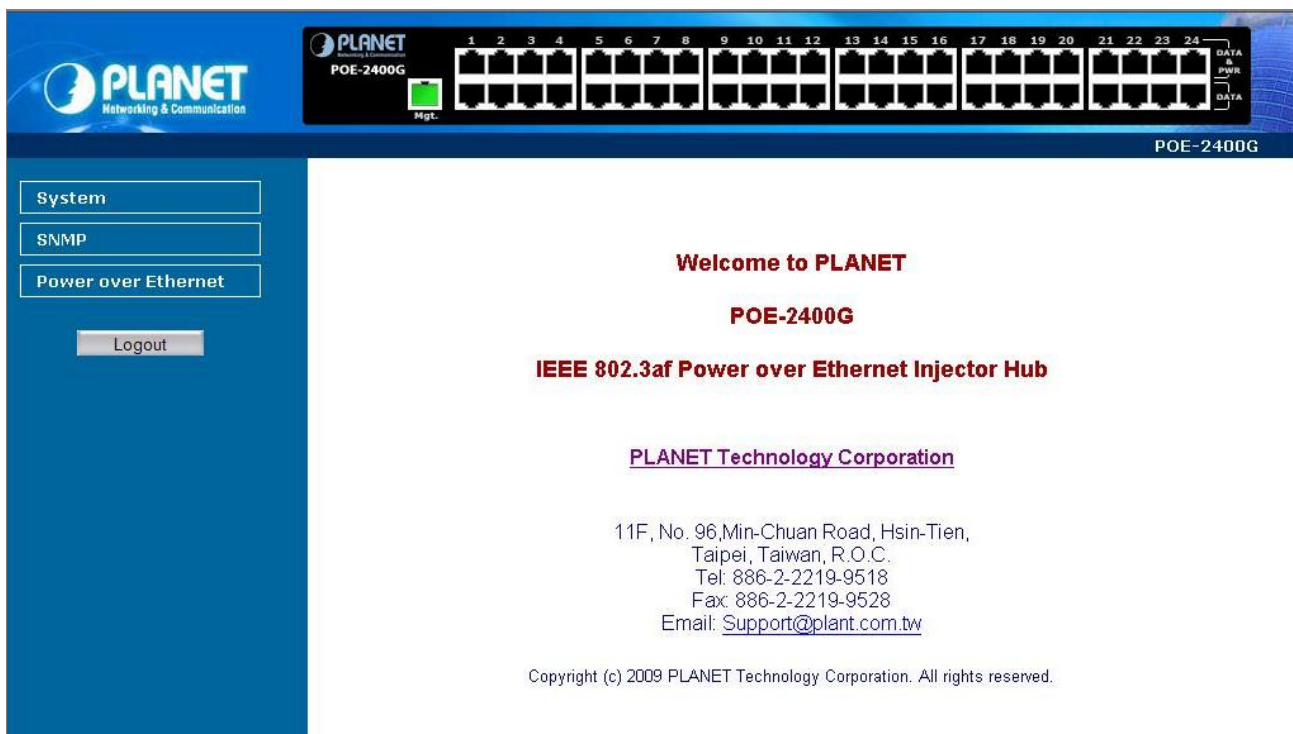 PLANET
Networking & Communication
PLANET
Networking & Communication
POE-2400G
Mgt.
1 2 3 4 5 6 7 8 9 10 11 12 13 14 15 16 17 18 19 20 21 22 23 24
DATA
&
PWR
DATA
POE-2400G
System
SNMP
Power over Ethernet
Logout
Welcome to PLANET
POE-2400G
IEEE 802.3af Power over Ethernet Injector Hub
PLANET Technology Corporation
11F, No. 96,Min-Chuan Road, Hsin-Tien,
Taipei, Taiwan, R.O.C.
Tel: 886-2-2219-9518
Fax: 886-2-2219-9528
Email: Support@plant.com.tw
Copyright (c) 2009 PLANET Technology Corporation. All rights reserved.